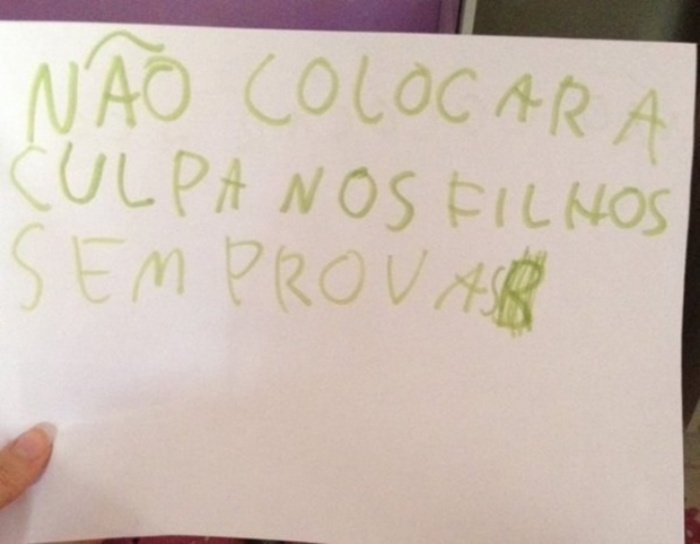 NÃO COLOCAR A
CULPA NOS FILHOS
SEM PROVAS